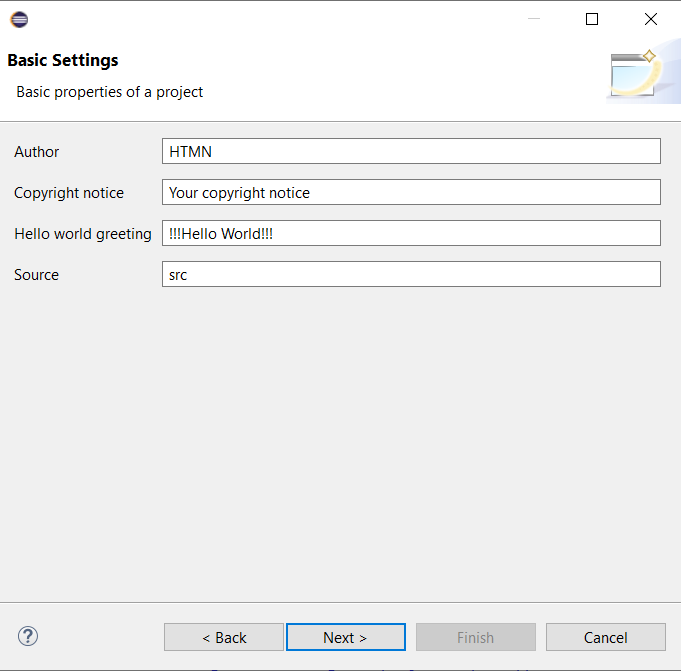 Basic Settings
Basic properties of a project
Author HTMN
Copyright notice Your copyright notice
Hello world greeting !!!Hello World!!!
Source src
? < Back Next > Finish Cancel